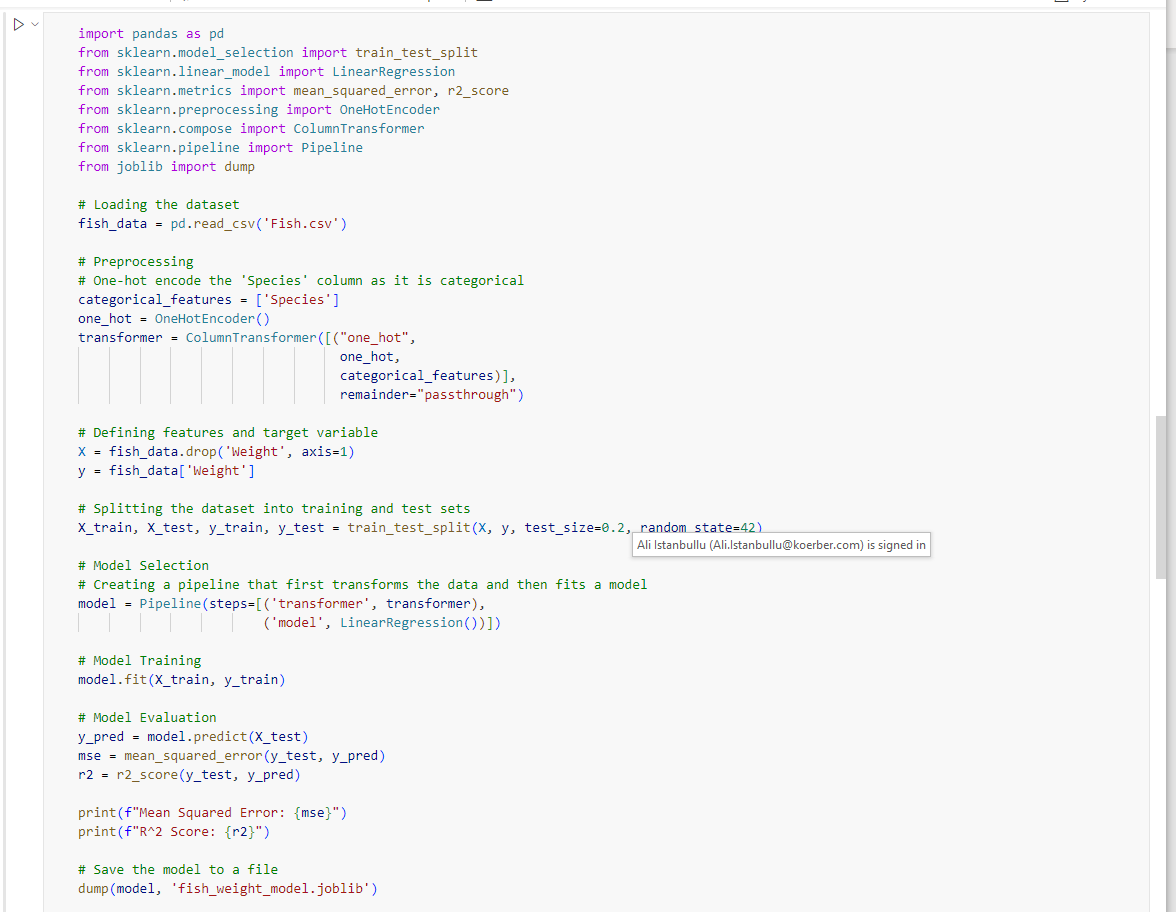 import pandas as pd
from sklearn.model_selection import train_test_split
from sklearn.linear_model import LinearRegression
from sklearn.metrics import mean_squared_error, r2_score
from sklearn.preprocessing import OneHotEncoder
from sklearn.compose import ColumnTransformer
from sklearn.pipeline import Pipeline
from joblib import dump
# Loading the dataset
fish_data = pd.read_csv('Fish.csv')
# Preprocessing
# One-hot encode the 'Species' column as it is categorical
categorical_features = ['Species']
one_hot = OneHotEncoder()
transformer = ColumnTransformer([("one_hot",
one_hot,
categorical_features)],
remainder="passthrough")
# Defining features and target variable
X = fish_data.drop('Weight', axis=1)
y = fish_data['Weight']
# Splitting the dataset into training and test sets
X_train, X_test, y_train, y_test = train_test_split(X, y, test_size=0.2, random_state=42)
Ali Istanbullu (Ali.Istanbullu@koerber.com) is signed in
# Model Selection
# Creating a pipeline that first transforms the data and then fits a model
model = Pipeline(steps=[('transformer', transformer),
('model', LinearRegression())])
# Model Training
model.fit(X_train, y_train)
# Model Evaluation
y_pred = model.predict(X_test)
mse = mean_squared_error(y_test, y_pred)
r2 = r2_score(y_test, y_pred)
print(f"Mean Squared Error: {mse}")
print(f"R^2 Score: {r2}")
# Save the model to a file
dump(model, 'fish_weight_model.joblib')